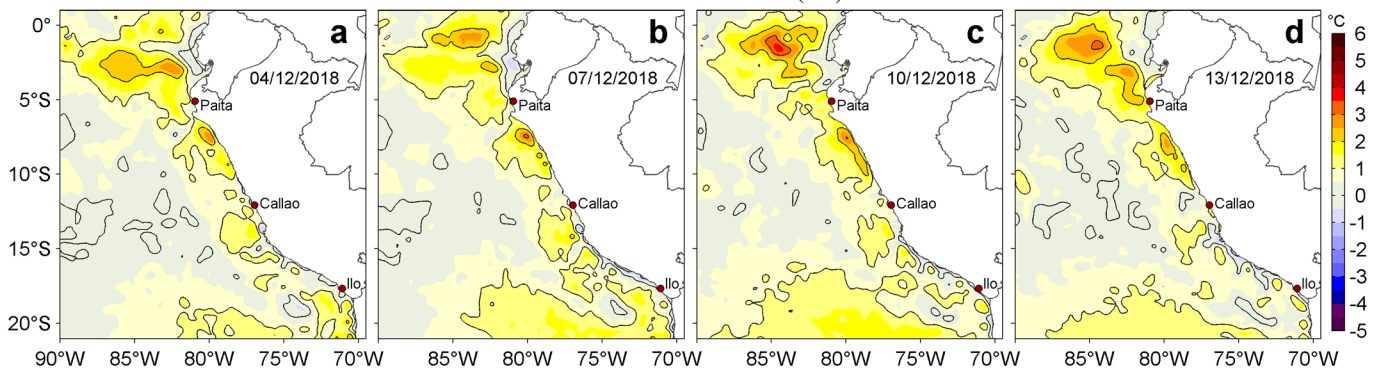 a
b
c
d
°C
04/12/2018
07/12/2018
10/12/2018
13/12/2018
0°
5°S
10°S
15°S
20°S
Paita
Callao
Ilo
Paita
Callao
Ilo
Paita
Callao
Ilo
Paita
Callao
Ilo
6
5
4
3
2
1
0
-1
-2
-3
-4
-5
90°W 85°W 80°W 75°W 70°W
85°W 80°W 75°W 70°W
85°W 80°W 75°W 70°W
85°W 80°W 75°W 70°W